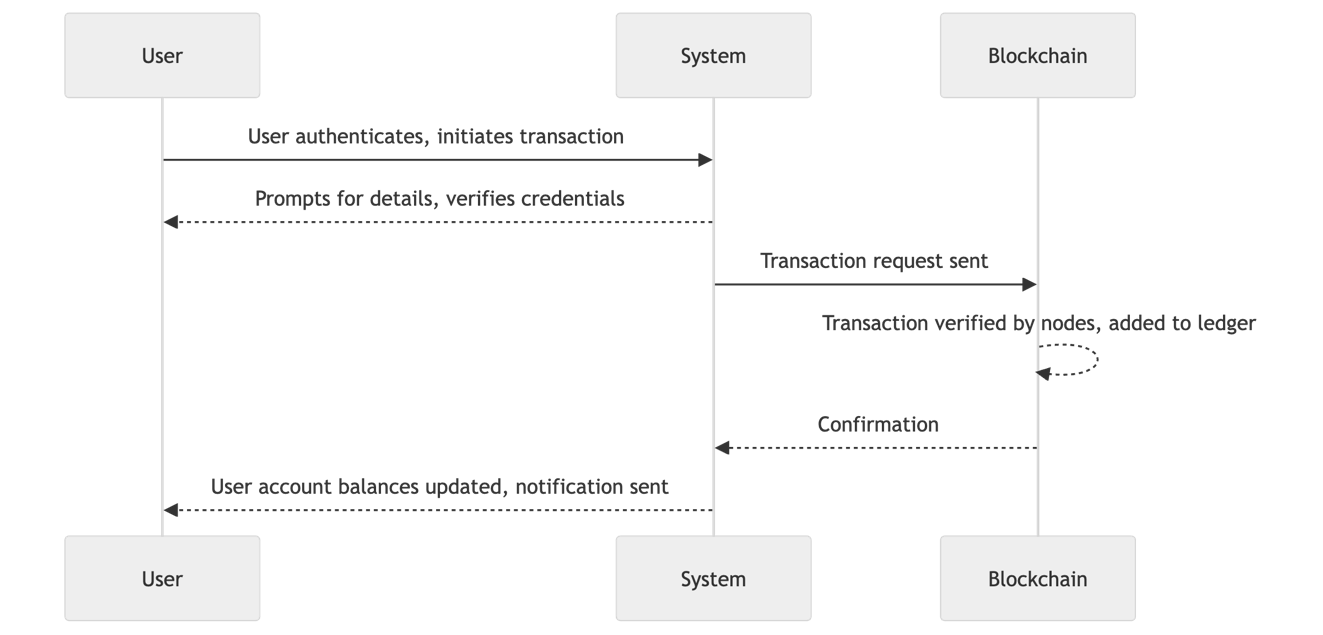 User
System
Blockchain
User authenticates, initiates transaction
Prompts for details, verifies credentials
Transaction request sent
Transaction verified by nodes, added to ledger
Confirmation
User account balances updated, notification sent
User
System
Blockchain